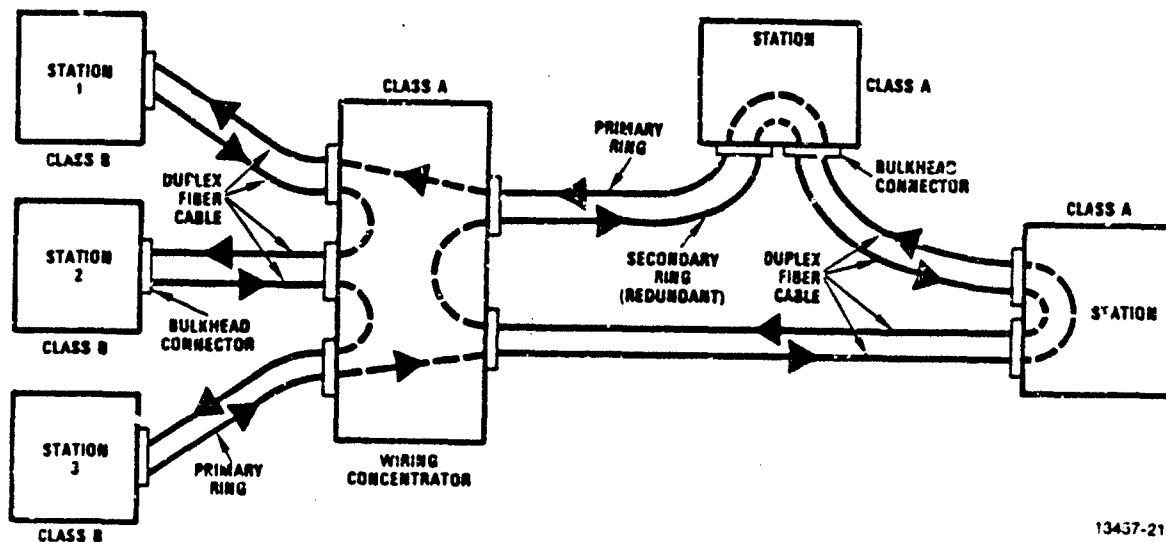 STATION
1
CLASS B
STATION
2
CLASS B
STATION
3
CLASS B
DUPLEX
FIBER
CABLE
BULKHEAD
CONNECTOR
PRIMARY
RING
CLASS A
WIRING
CONCENTRATOR
PRIMARY
RING
SECONDARY
RING
(REDUNDANT)
STATION
CLASS A
BULKHEAD
CONNECTOR
DUPLEX
FIBER
CABLE
CLASS A
STATION
13437-21